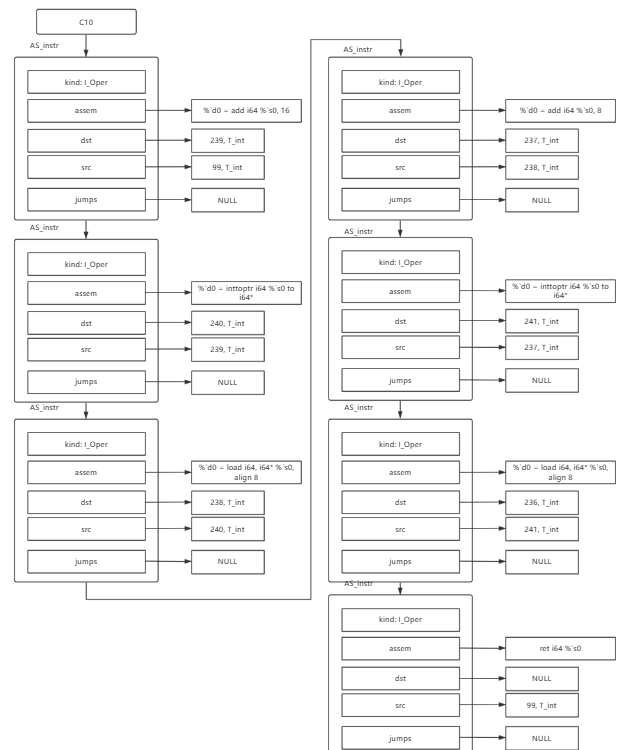 C10
AS_instr
kind: I_Oper
assem
%`d0 = add i64 %`s0, 16
dst
239, T_int
src
99, T_int
jumps
NULL
AS_instr
kind: I_Oper
assem
%`d0 = inttoptr i64 %`s0 to
i64*
dst
240, T_int
src
239, T_int
jumps
NULL
AS_instr
kind: I_Oper
assem
%`d0 = load i64, i64* %`s0,
align 8
dst
238, T_int
src
240, T_int
jumps
NULL
AS_instr
kind: I_Oper
assem
%`d0 = add i64 %`s0, 8
dst
237, T_int
src
238, T_int
jumps
NULL
AS_instr
kind: I_Oper
assem
%`d0 = inttoptr i64 %`s0 to
i64*
dst
241, T_int
src
237, T_int
jumps
NULL
AS_instr
kind: I_Oper
assem
%`d0 = load i64, i64* %`s0,
align 8
dst
236, T_int
src
241, T_int
jumps
NULL
AS_instr
kind: I_Oper
assem
ret i64 %`s0
dst
NULL
src
99, T_int
jumps
NULL